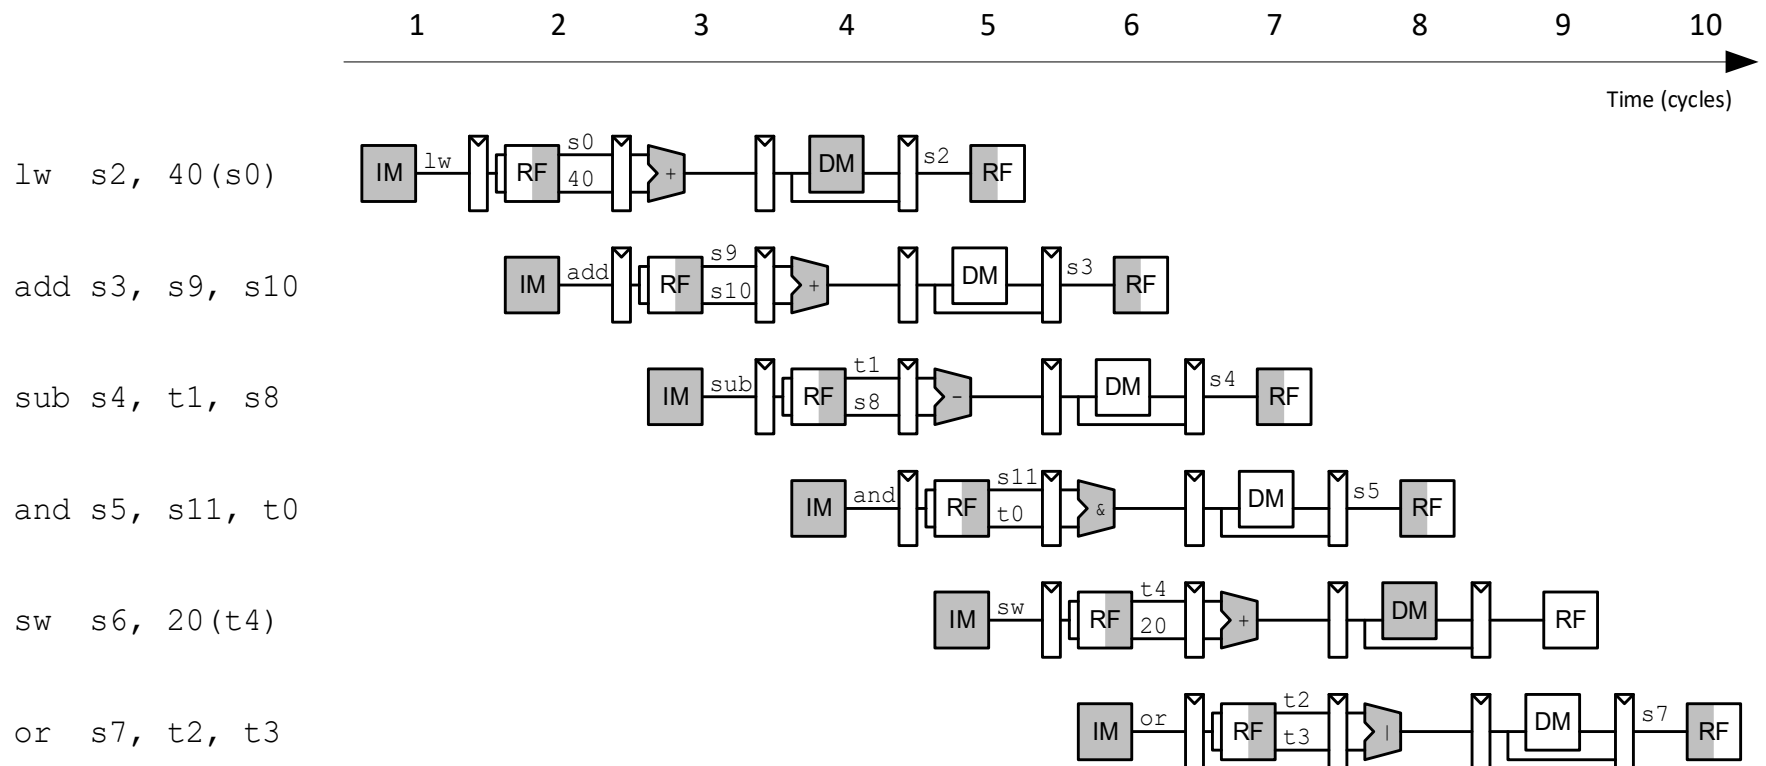 1 2 3 4 5 6 7 8 9 10
Time (cycles)
lw s2, 40(s0) IM lw RF s0 40 + DM s2 RF
add s3, s9, s10 IM add RF s9 s10 + DM s3 RF
sub s4, t1, s8 IM sub RF t1 s8 - DM s4 RF
and s5, s11, t0 IM and RF s11 t0 & DM s5 RF
sw s6, 20(t4) IM sw RF t4 20 + DM RF
or s7, t2, t3 IM or RF t2 t3 | DM s7 RF